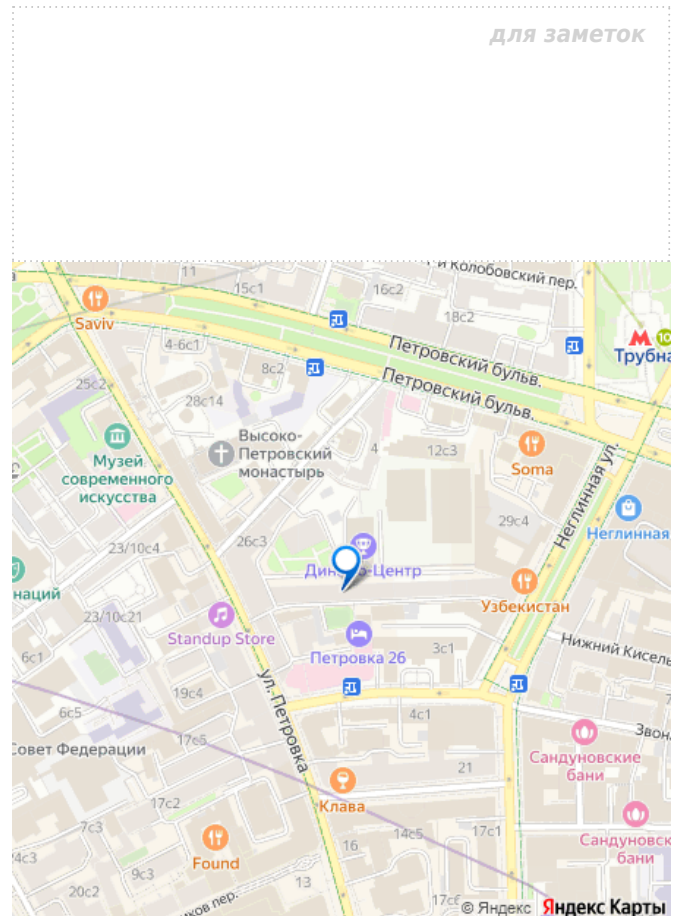 для заметок
1-й Колобовский пер.
11
15с1
16с2
18с2
Saviv
4-6с1
8с2
Петровский бульв.
Петровский бульв.
Трубна
10
25с2
28с14
Музей
современного
искусства
Высоко-
Петровский
монастырь
4
12с3
Soma
29с4
Неглинная ул.
Неглинная
23/10с4
26с3
Динамо-Центр
Узбекистан
наций
23/10с21
Standup Store
Петровка 26
3с1
Нижний Кисель
6с1
ул. Петровка
19с4
6с5
4с1
Звон
Совет Федерации
17с5
Сандуновские
бани
21
17с2
Клава
7с3
Found
16
14с5
17с1
Сандуновск
бани
24с3
9с3
13
20с2
ков пер.
© Яндекс Яндекс Карты